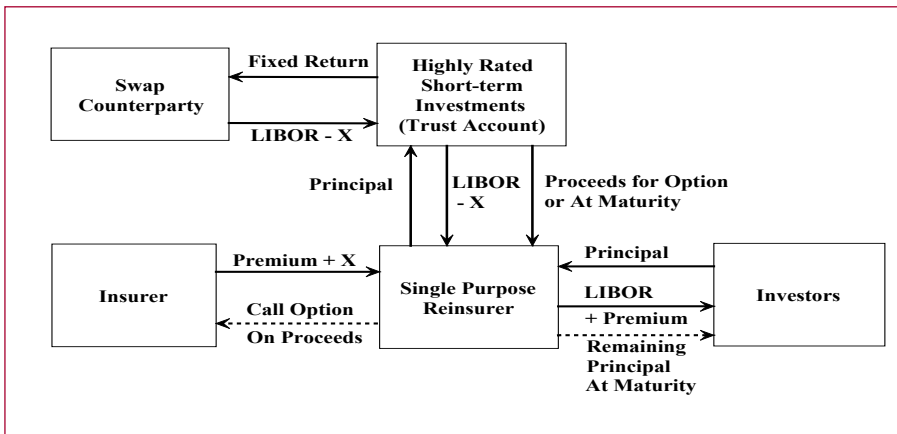 Swap
Counterparty
Fixed Return
LIBOR - X
Highly Rated
Short-term
Investments
(Trust Account)
Principal
LIBOR
- X
Proceeds for Option
or At Maturity
Insurer
Premium + X
Call Option
On Proceeds
Single Purpose
Reinsurer
Principal
LIBOR
+ Premium
Remaining
Principal
At Maturity
Investors